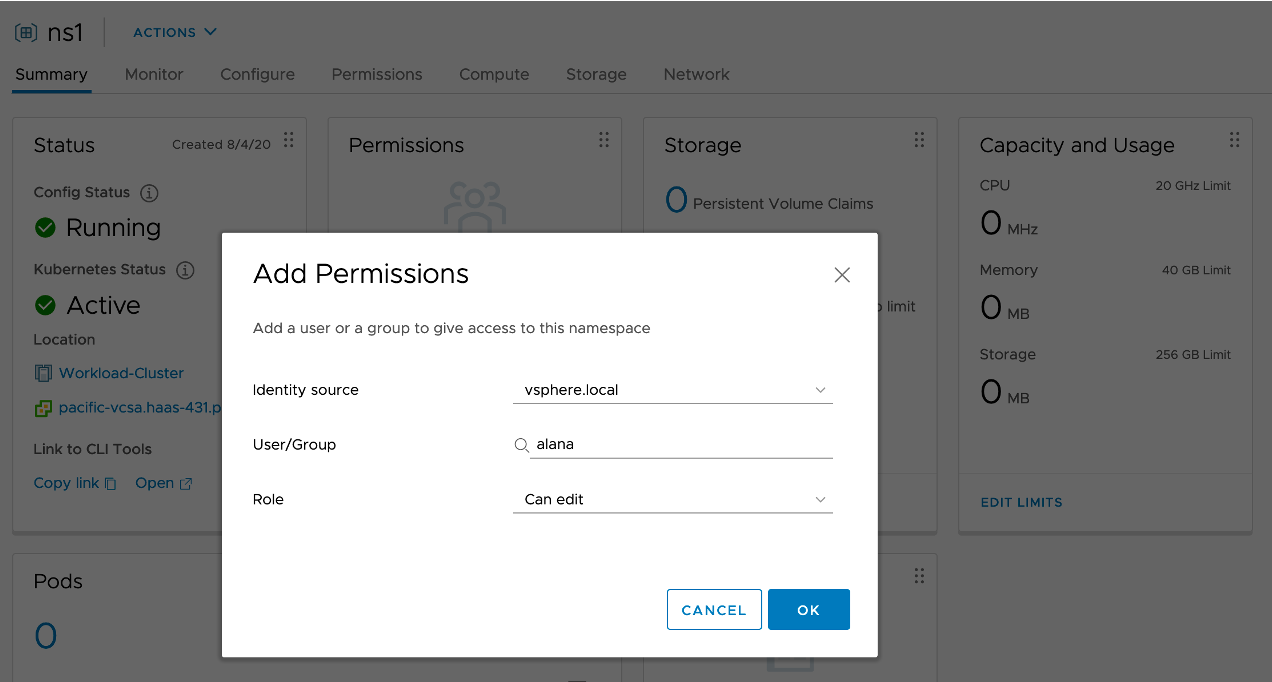 ns1 ACTIONS
Summary Monitor Configure Permissions Compute Storage Network
Status Created 8/4/20
Config Status
Running
Kubernetes Status
Active
Location
Workload-Cluster
pacific-vcsa.haas-431.p
Link to CLI Tools
Copy link Open
Permissions
Storage
0 Persistent Volume Claims
limit
Capacity and Usage
CPU 20 GHz Limit
0 MHz
Memory 40 GB Limit
0 MB
Storage 256 GB Limit
0 MB
EDIT LIMITS
Add Permissions
Add a user or a group to give access to this namespace
Identity source vsphere.local
User/Group alana
Role Can edit
CANCEL OK
Pods
0